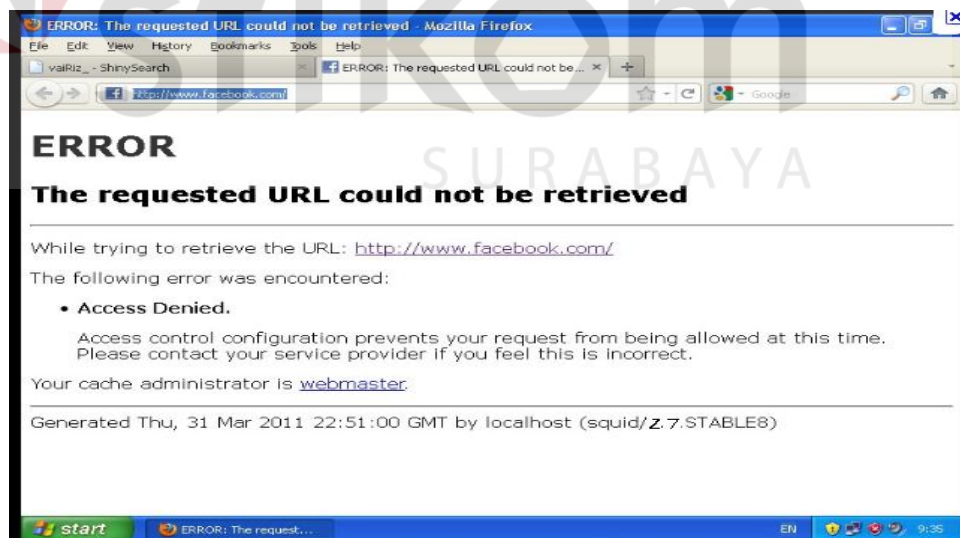 stikom
SURABAYA
ERROR: The requested URL could not be retrieved - Mozilla Firefox
File Edit View History Bookmarks Tools Help
vaiRiz_ - ShinySearch
ERROR: The requested URL could not be...
http://www.facebook.com/
Google
ERROR
The requested URL could not be retrieved
While trying to retrieve the URL: http://www.facebook.com/
The following error was encountered:
• Access Denied.
Access control configuration prevents your request from being allowed at this time.
Please contact your service provider if you feel this is incorrect.
Your cache administrator is webmaster.
Generated Thu, 31 Mar 2011 22:51:00 GMT by localhost (squid/2.7.STABLE8)
start
ERROR: The request...
EN
9:35